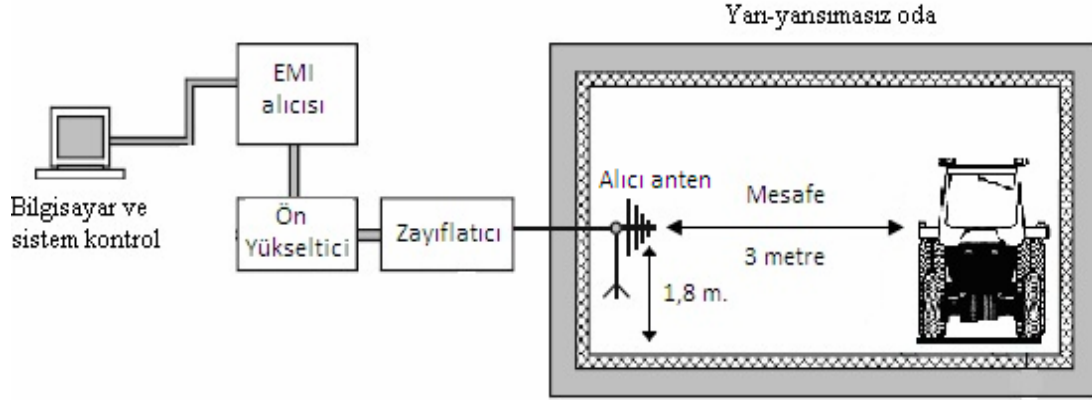 Yarı-yansımasız oda
EMI
alıcısı
Bilgisayar ve
sistem kontrol
Ön
Yükseltici
Zayıflatıcı
Alıcı anten
Mesafe
3 metre
1,8 m.